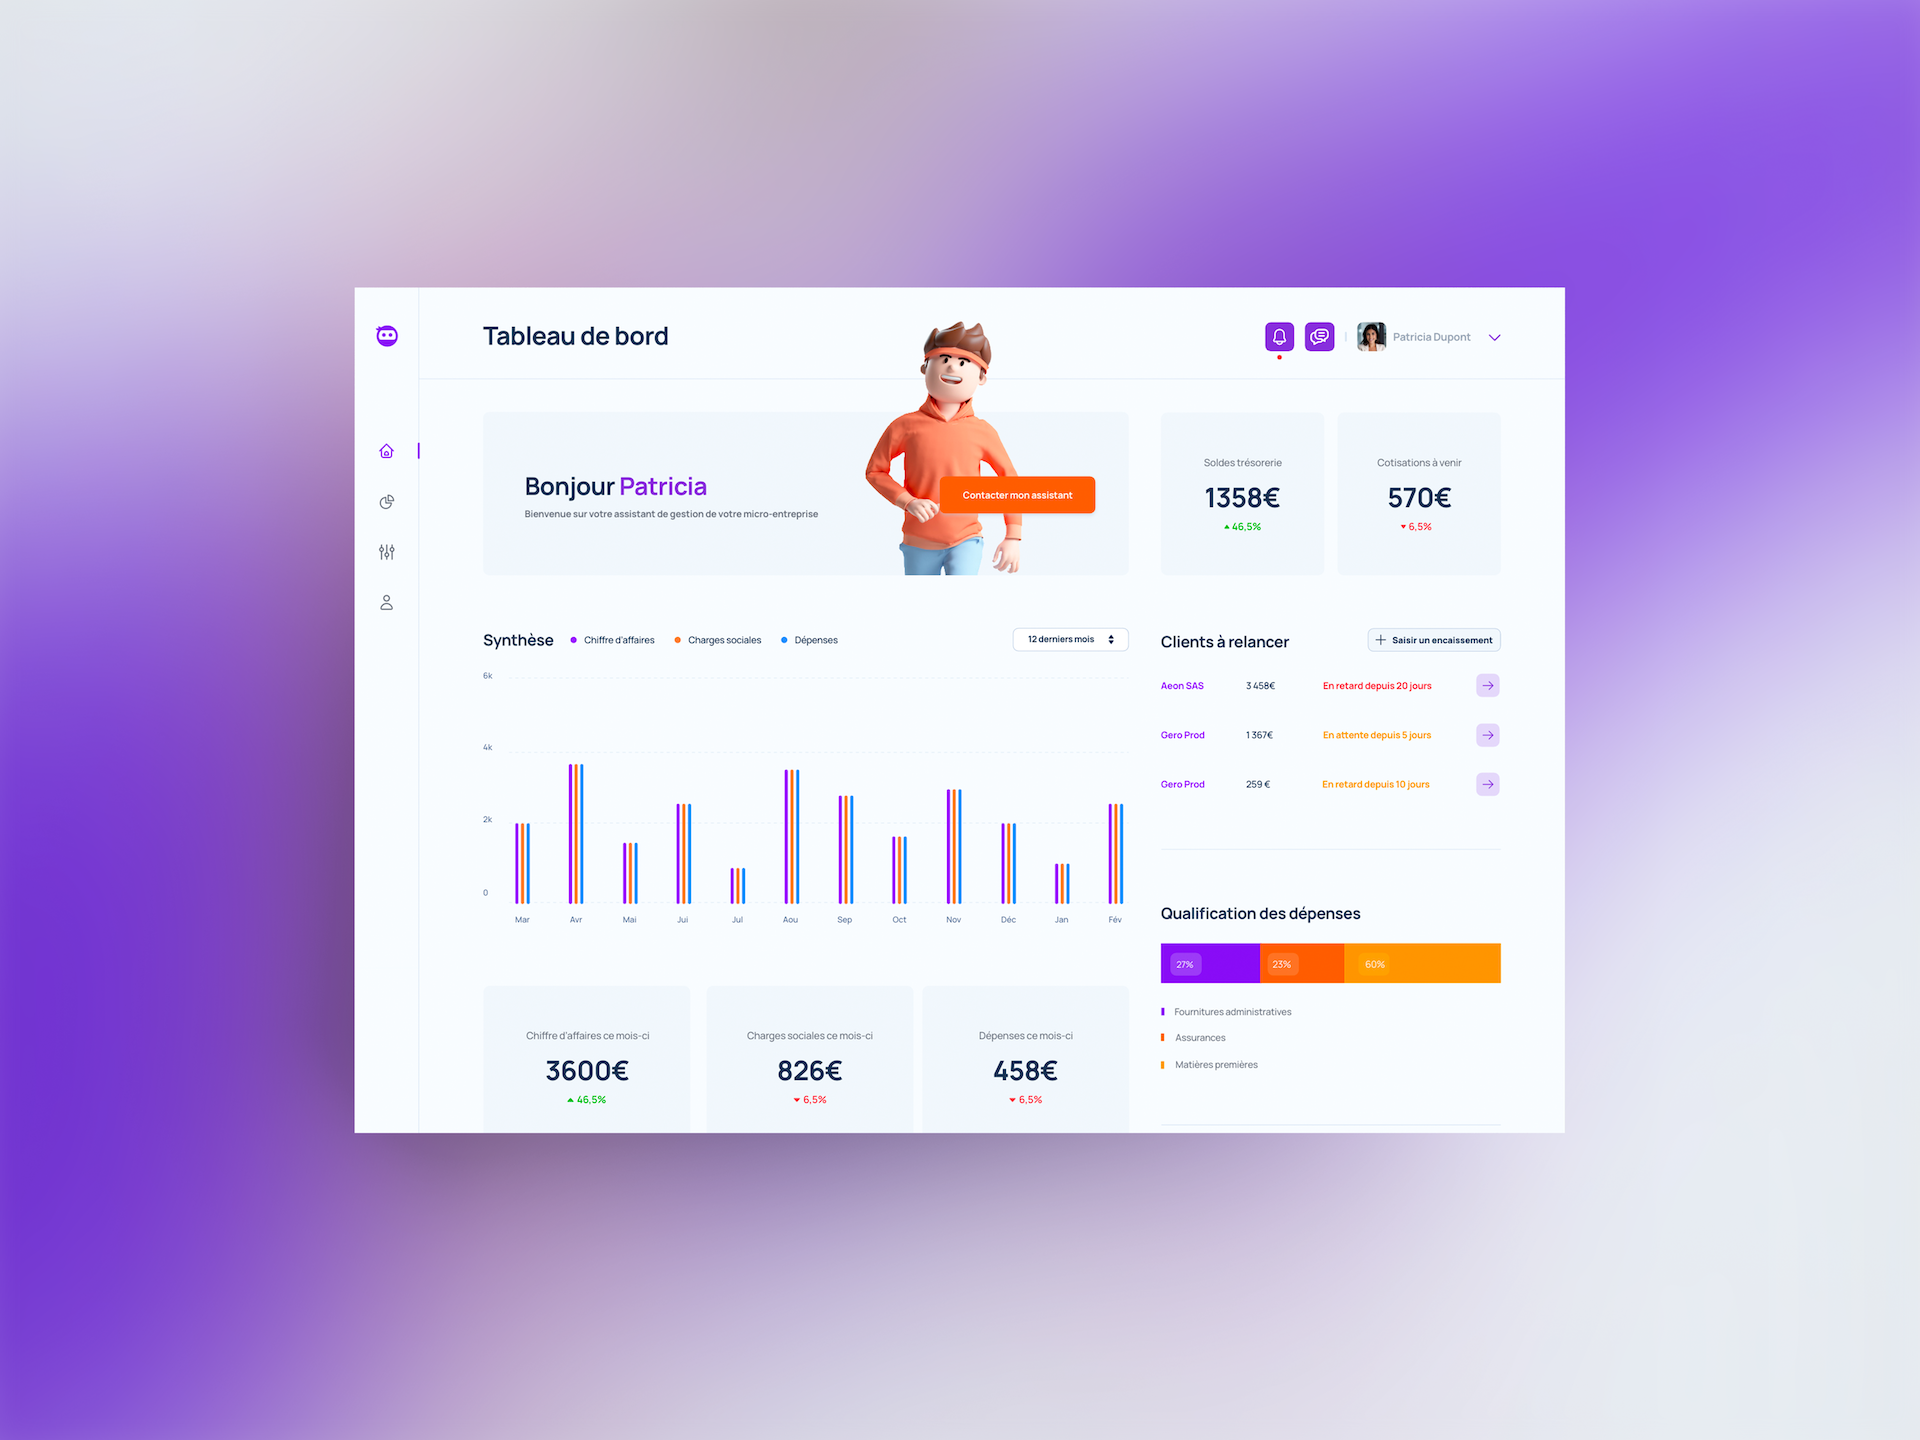 Tableau de bord
Patricia Dupont
Bonjour Patricia
Bienvenue sur votre assistant de gestion de votre micro-entreprise
Contacter mon assistant
Soldes trésorerie
1358€
46,5%
Cotisations à venir
570€
6,5%
Synthèse
Chiffre d'affaires
Charges sociales
Dépenses
12 derniers mois
6k
4k
2k
0
Mar
Avr
Mai
Jui
Jul
Aou
Sep
Oct
Nov
Déc
Jan
Fév
Clients à relancer
Saisir un encaissement
Aeon SAS 3 458€ En retard depuis 20 jours
Gero Prod 1 367€ En attente depuis 5 jours
Gero Prod 259 € En retard depuis 10 jours
Qualification des dépenses
27%
23%
60%
Fournitures administratives
Assurances
Matières premières
Chiffre d'affaires ce mois-ci
3600€
46,5%
Charges sociales ce mois-ci
826€
6,5%
Dépenses ce mois-ci
458€
6,5%